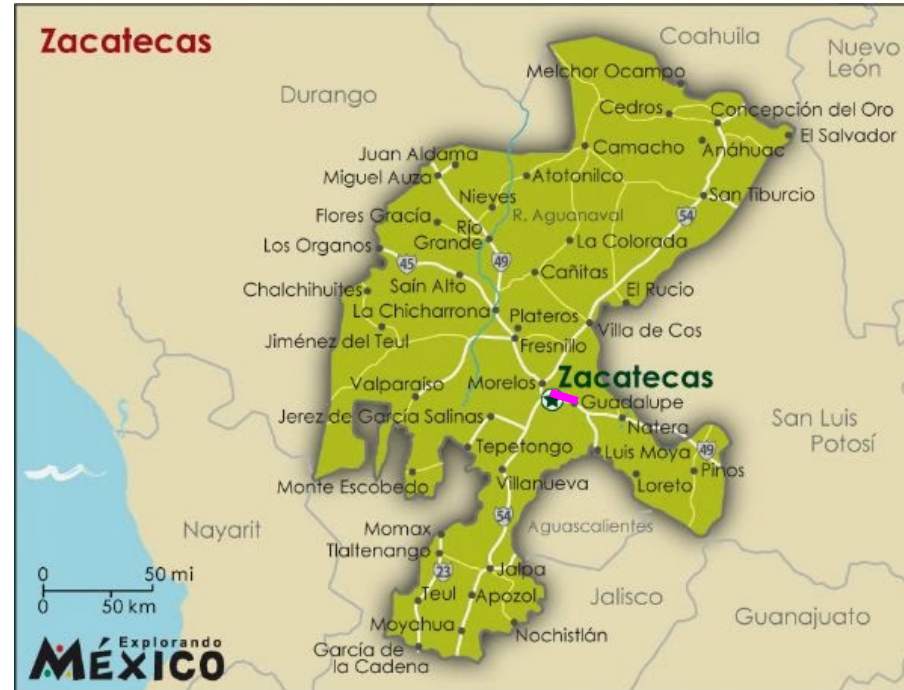 Zacatecas
Coahuila
Nuevo
León
Durango
Melchor Ocampo
Cedros
Concepción del Oro
El Salvador
Juan Aldama
Camacho
Anáhuac
Miguel Auza
Atotonilco
Nieves
San Tiburcio
Flores Gracía
R. Aguanaval
54
Río
Grande
La Colorada
Los Organos
45
49
Saín Alto
Cañitas
Chalchihuites
El Rucio
La Chicharrona
Plateros
Villa de Cos
Jiménez del Teul
Fresnillo
Valparaíso
Morelos
Zacatecas
Guadalupe
Jerez de García Salinas
Natera
San Luis
Potosí
Tepetongo
Luis Moya
49
Pinos
Monte Escobedo
Villanueva
Loreto
54
Nayarit
Momax
Aguascalientes
Tlaltenango
23
Jalpa
0 50 mi
0 50 km
Teul
Apozol
Jalisco
Moyahua
Nochistlán
Guanajuato
García de
la Cadena
Explorando
MÉXICO